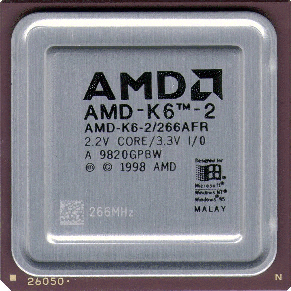 AMD
AMD-K6™-2
AMD-K6-2/266AFR
2.2V CORE/3.3V I/O
A 9820GPBW
Ⓜ © 1998 AMD
Designed for
Microsoft®
Windows NT®
Windows® 95
MALAY
266MHz
26050
N